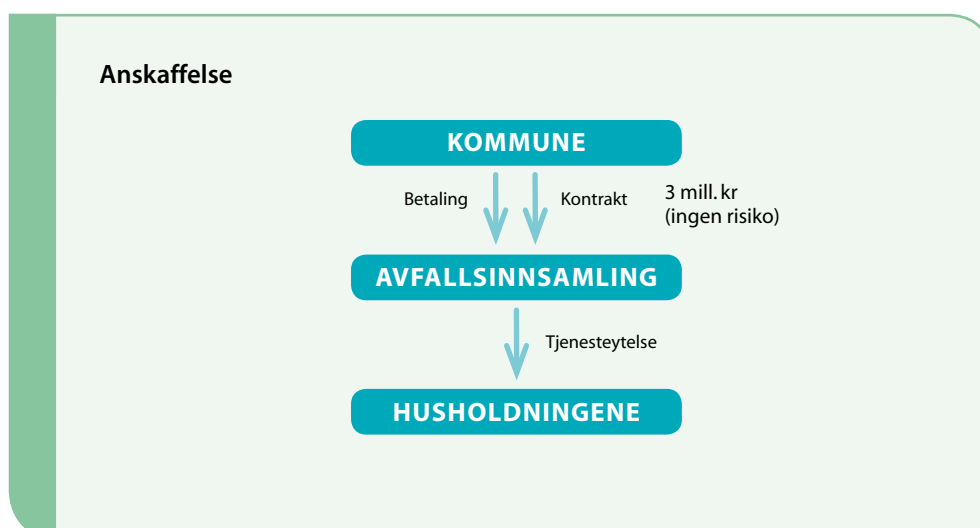 Anskaffelse
KOMMUNE
Betaling
Kontrakt
3 mill. kr
(ingen risiko)
AVFALLSINNSAMLING
Tjenesteytelse
HUSHOLDNINGENE